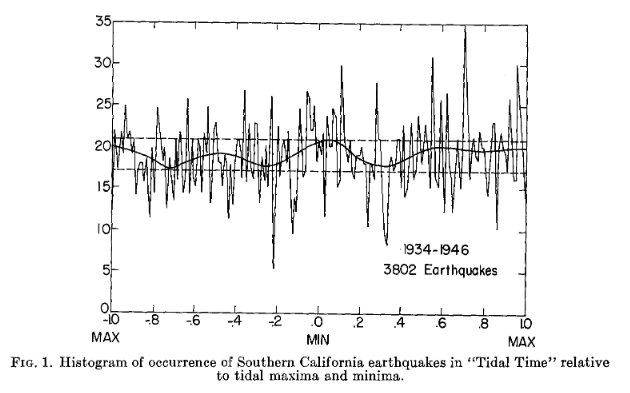 35
30
25
20
15
10
5
0
1934-1946
3802 Earthquakes
-1.0 -.8 -.6 -.4 -.2 .0 .2 .4 .6 .8 1.0
MAX MIN MAX
FIG. 1. Histogram of occurrence of Southern California earthquakes in "Tidal Time" relative
to tidal maxima and minima.